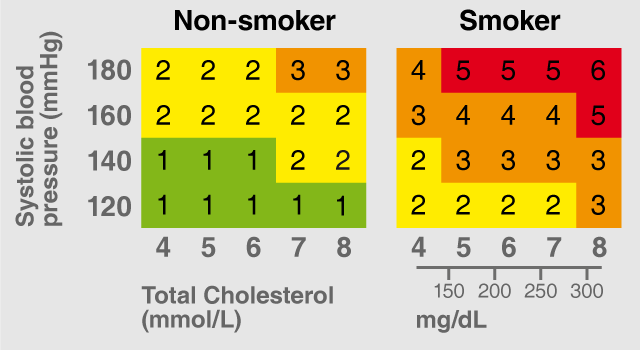 Non-smoker Smoker
Systolic blood
pressure (mmHg)
180 2 2 2 3 3 4 5 5 5 6
160 2 2 2 2 2 3 4 4 4 5
140 1 1 1 2 2 2 3 3 3 3
120 1 1 1 1 1 2 2 2 2 3
4 5 6 7 8 4 5 6 7 8
Total Cholesterol
(mmol/L)
150 200 250 300
mg/dL